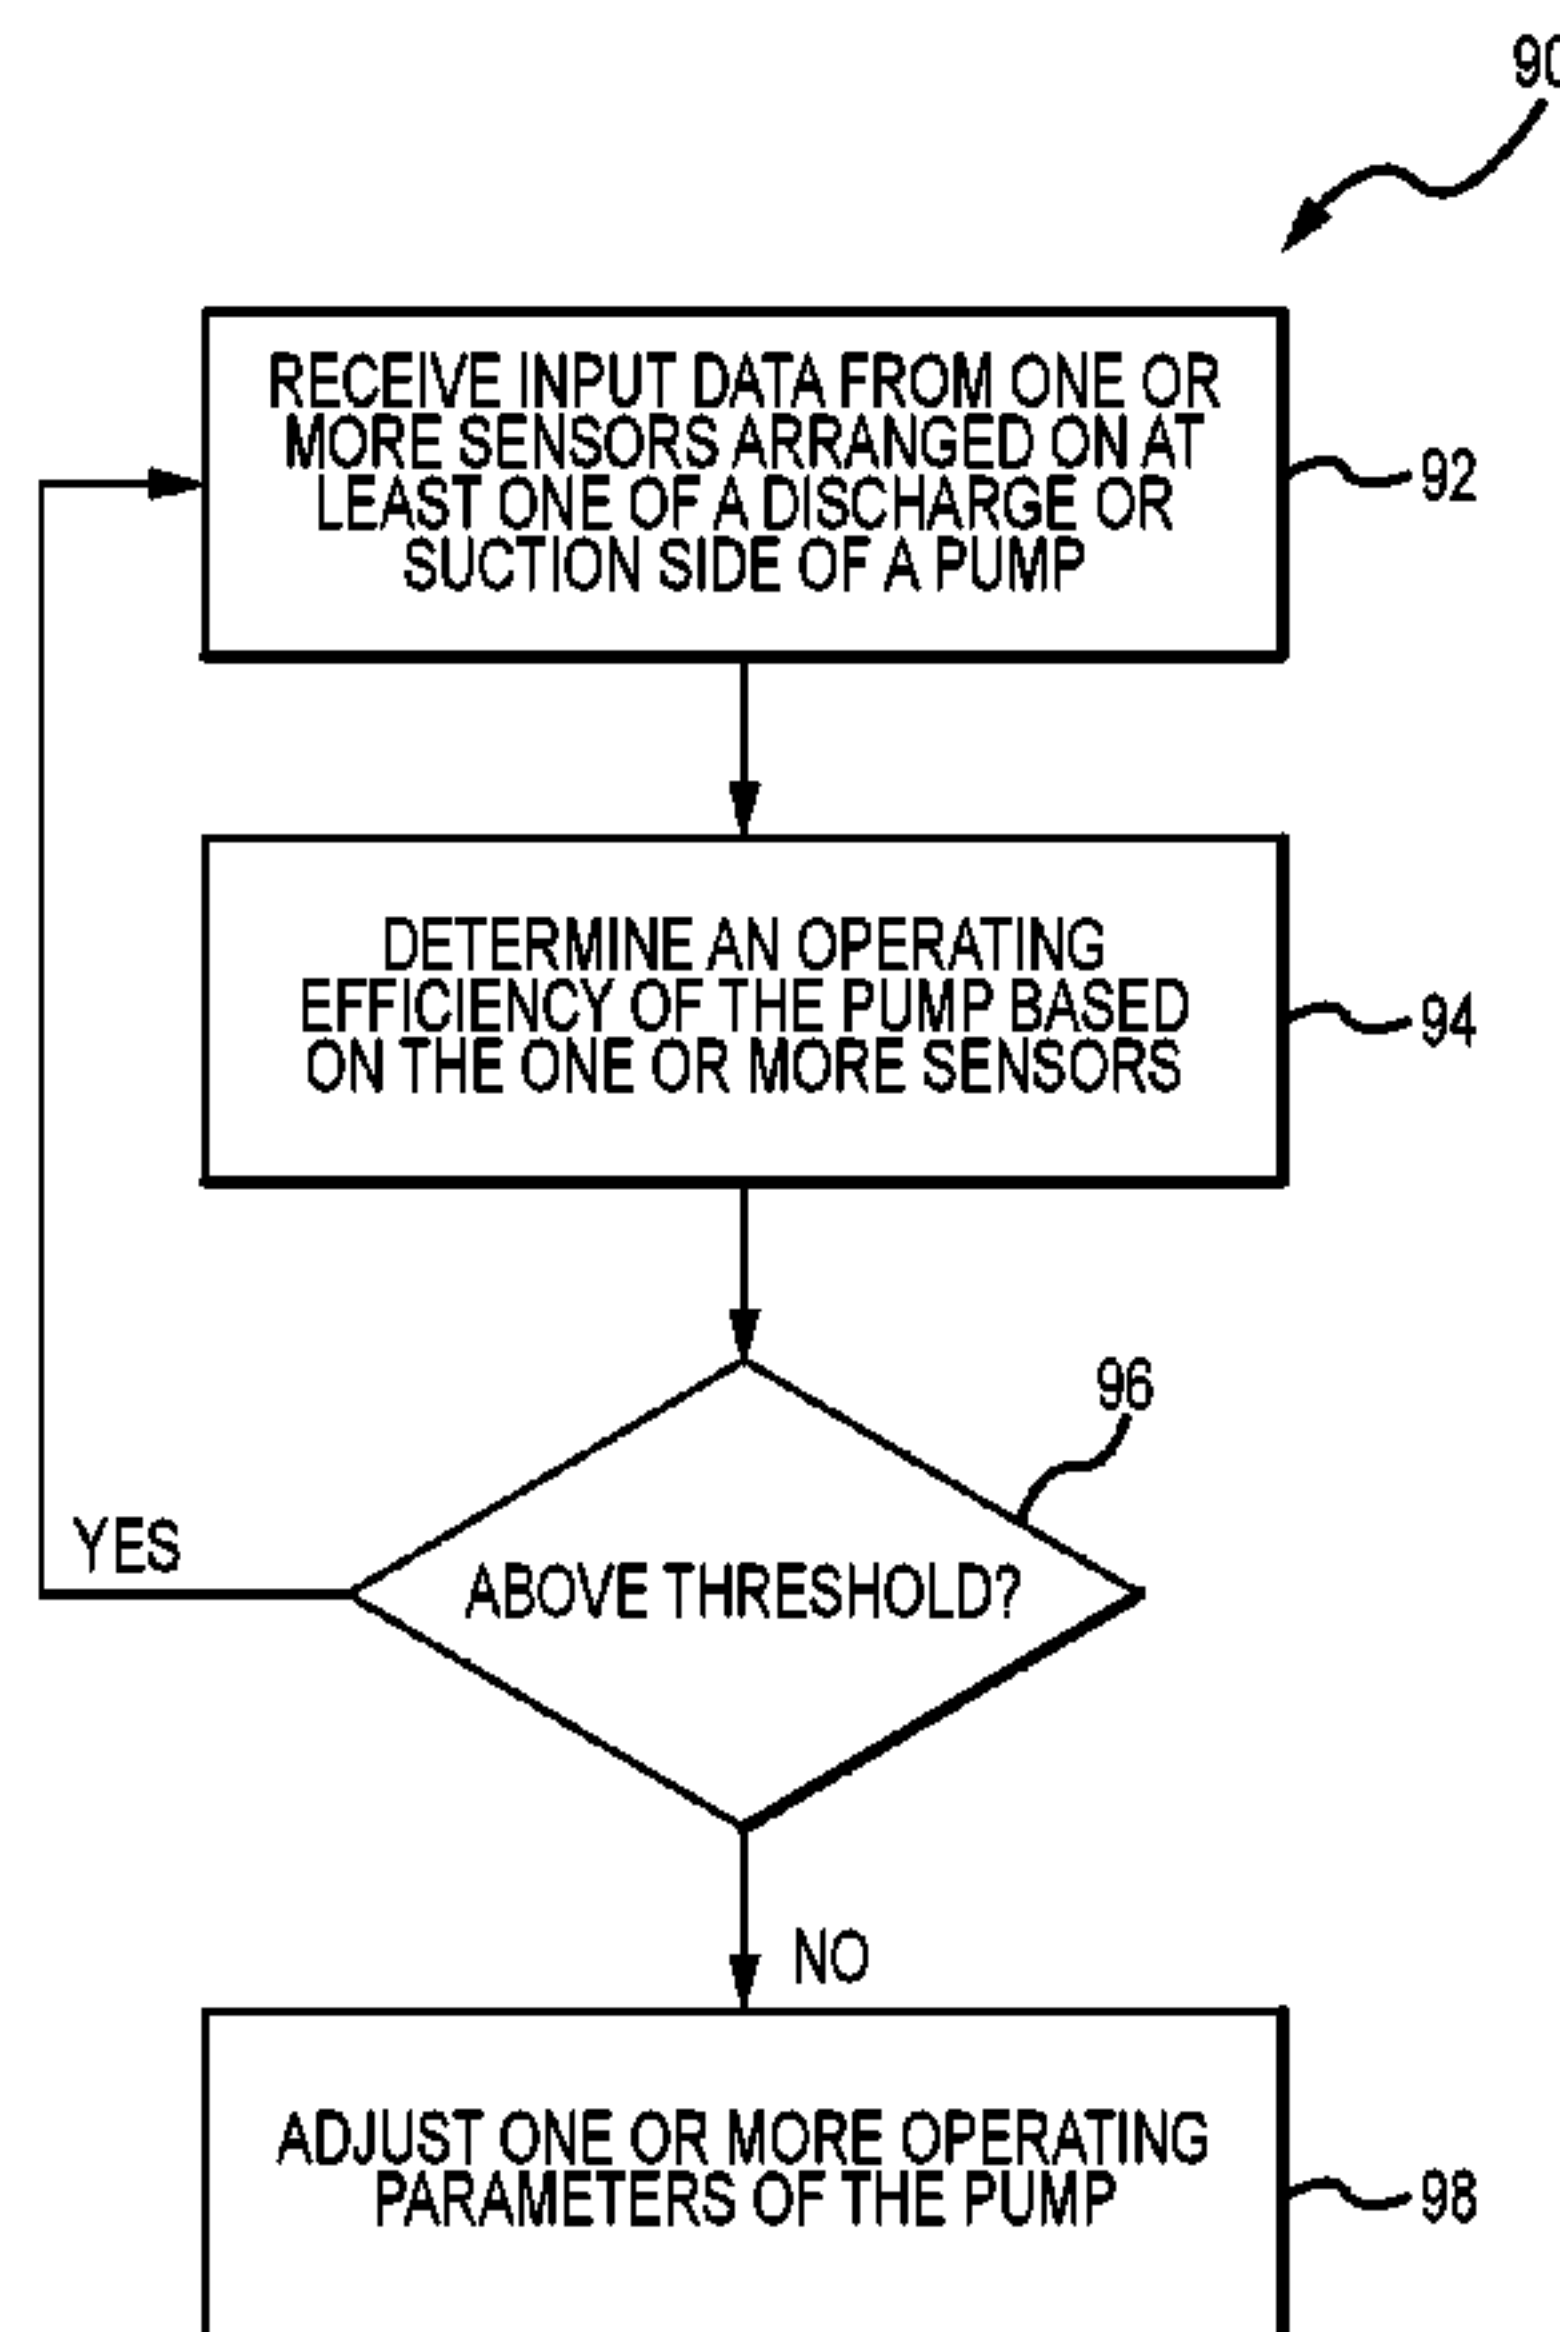 90
RECEIVE INPUT DATA FROM ONE OR
MORE SENSORS ARRANGED ON AT
LEAST ONE OF A DISCHARGE OR
SUCTION SIDE OF A PUMP
92
DETERMINE AN OPERATING
EFFICIENCY OF THE PUMP BASED
ON THE ONE OR MORE SENSORS
94
96
ABOVE THRESHOLD?
YES
NO
ADJUST ONE OR MORE OPERATING
PARAMETERS OF THE PUMP
98